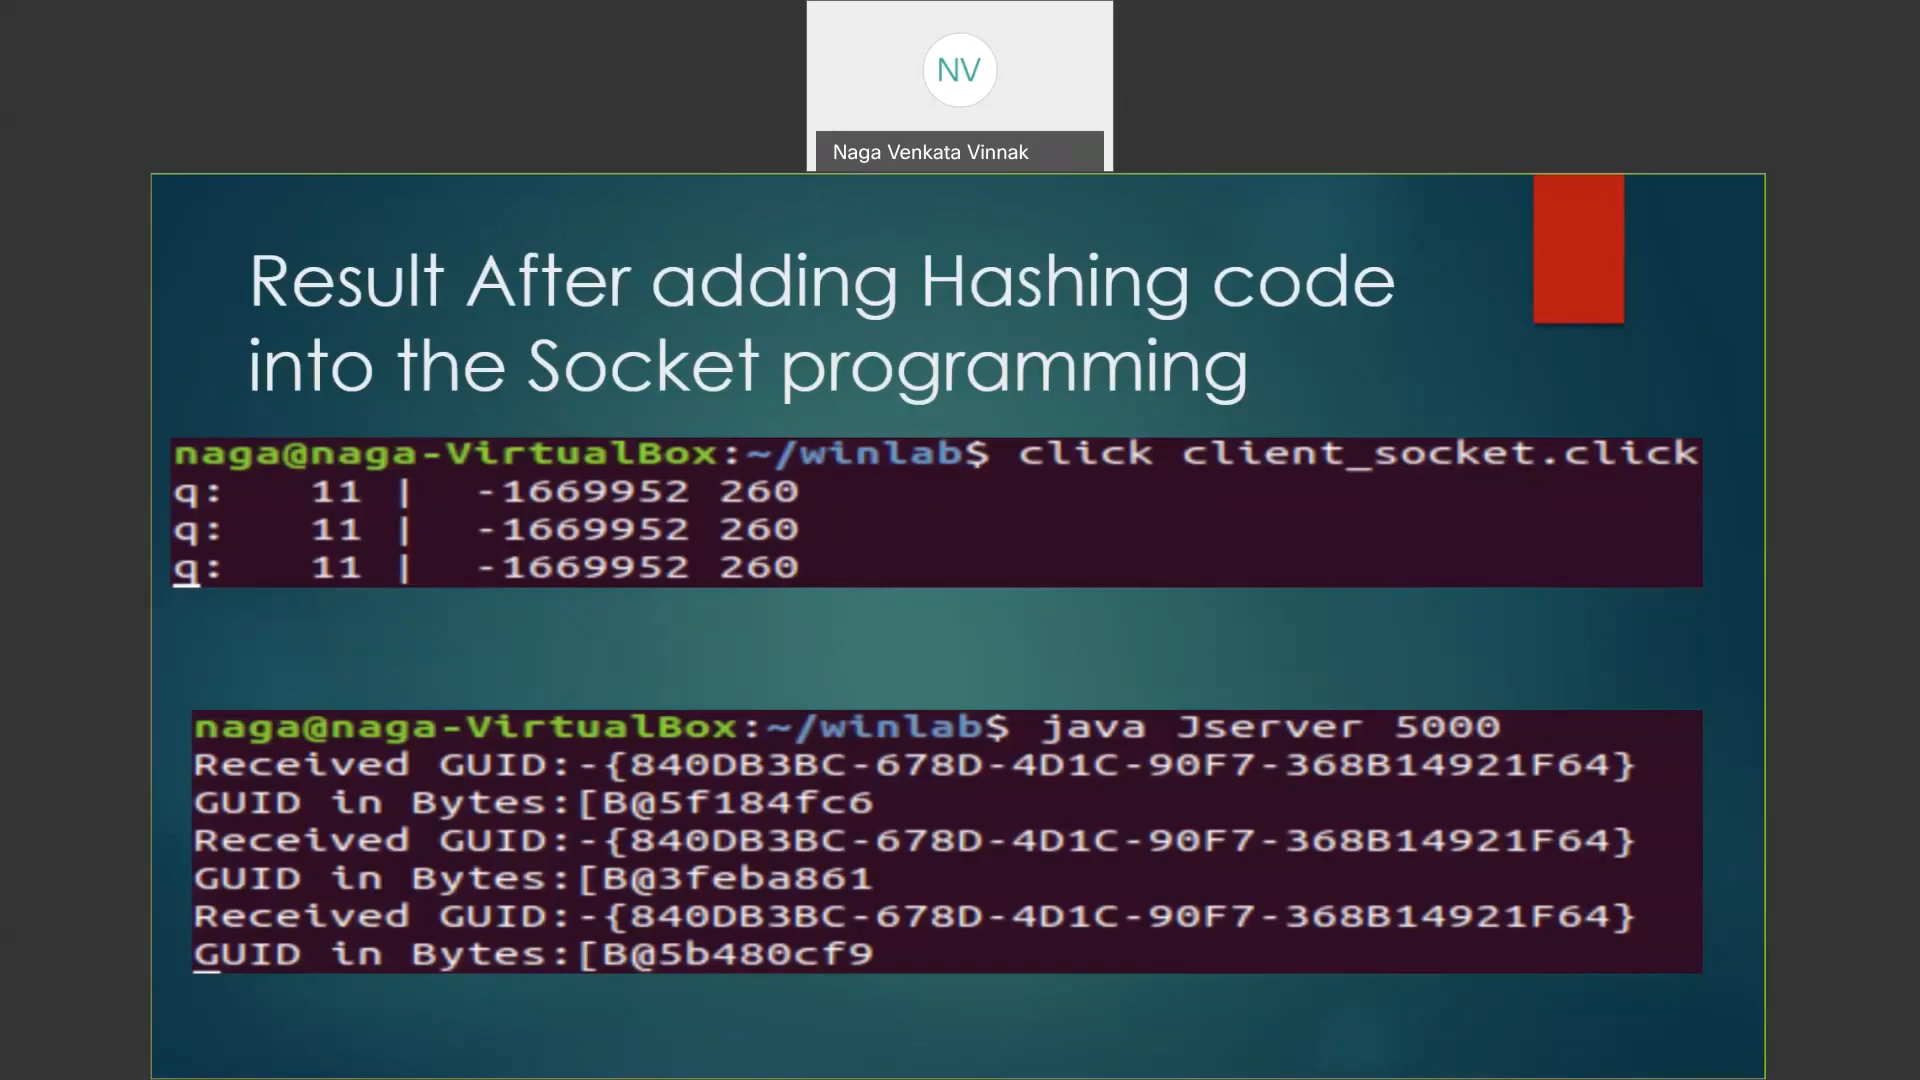 NV
Naga Venkata Vinnak
Result After adding Hashing code
into the Socket programming
naga@naga-VirtualBox:~/winlab$ click client_socket.click
q:    11 |   -1669952 260
q:    11 |   -1669952 260
q:    11 |   -1669952 260
naga@naga-VirtualBox:~/winlab$ java Jserver 5000
Received GUID:-{840DB3BC-678D-4D1C-90F7-368B14921F64}
GUID in Bytes:[B@5f184fc6
Received GUID:-{840DB3BC-678D-4D1C-90F7-368B14921F64}
GUID in Bytes:[B@3feba861
Received GUID:-{840DB3BC-678D-4D1C-90F7-368B14921F64}
GUID in Bytes:[B@5b480cf9